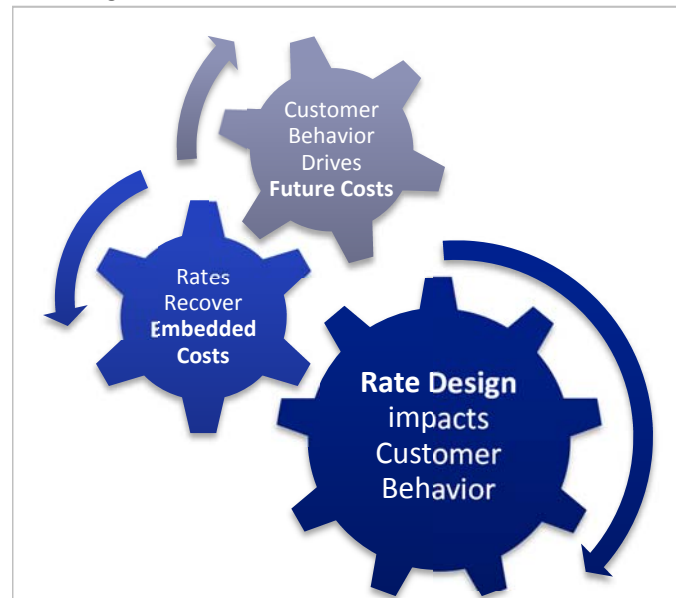 Customer
Behavior
Drives
Future Costs
Rates
Recover
Embedded
Costs
Rate Design
impacts
Customer
Behavior